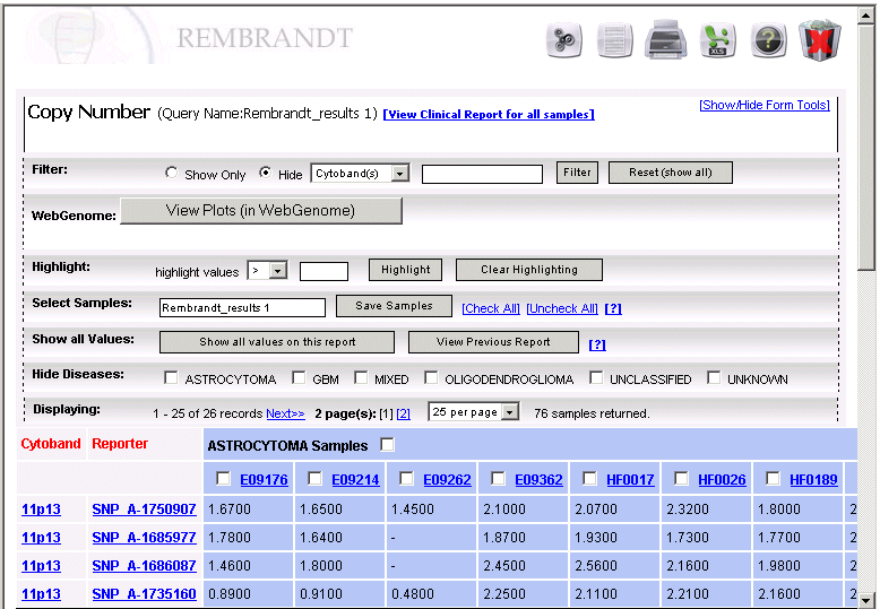 REMBRANDT
XLS
?
Copy Number (Query Name:Rembrandt_results 1) [View Clinical Report for all samples]
[Show/Hide Form Tools]
Filter: Show Only Hide Cytoband(s) Filter Reset (show all)
WebGenome: View Plots (in WebGenome)
Highlight: highlight values > Highlight Clear Highlighting
Select Samples: Rembrandt_results 1 Save Samples [Check All] [Uncheck All] [?]
Show all Values: Show all values on this report View Previous Report [?]
Hide Diseases: ASTROCYTOMA GBM MIXED OLIGODENDROGLIOMA UNCLASSIFIED UNKNOWN
Displaying: 1 - 25 of 26 records Next>> 2 page(s): [1] [2] 25 per page 76 samples returned.
Cytoband Reporter ASTROCYTOMA Samples
E09176 E09214 E09262 E09362 HF0017 HF0026 HF0189
11p13 SNP_A-1750907 1.6700 1.6500 1.4500 2.1000 2.0700 2.3200 1.8000 2
11p13 SNP_A-1685977 1.7800 1.6400 - 1.8700 1.9300 1.7300 1.7700 2
11p13 SNP_A-1686087 1.4600 1.8000 - 2.4500 2.5600 2.1600 1.9800 2
11p13 SNP_A-1735160 0.8900 0.9100 0.4800 2.2500 2.1100 2.2100 2.1600 2